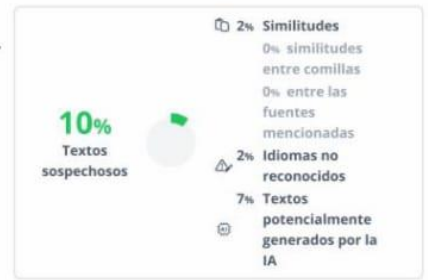 10%
Textos
sospechosos
2% Similitudes
0% similitudes
entre comillas
0% entre las
fuentes
mencionadas
2% Idiomas no
reconocidos
7% Textos
potencialmente
generados por la
IA